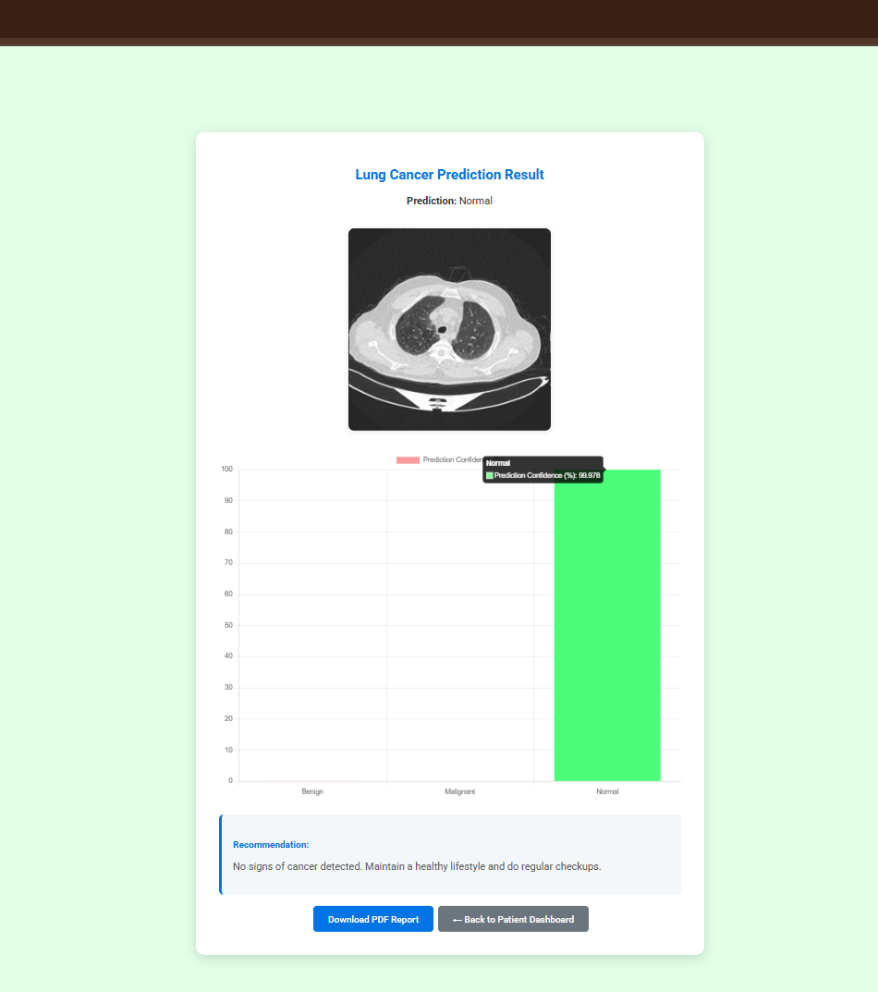 Lung Cancer Prediction Result
Prediction: Normal
Prediction Confiden
Normal
Prediction Confidence (%): 99.978
100
90
80
70
60
50
40
30
20
10
0
Benign
Malignant
Normal
Recommendation:
No signs of cancer detected. Maintain a healthy lifestyle and do regular checkups.
Download PDF Report
← Back to Patient Dashboard